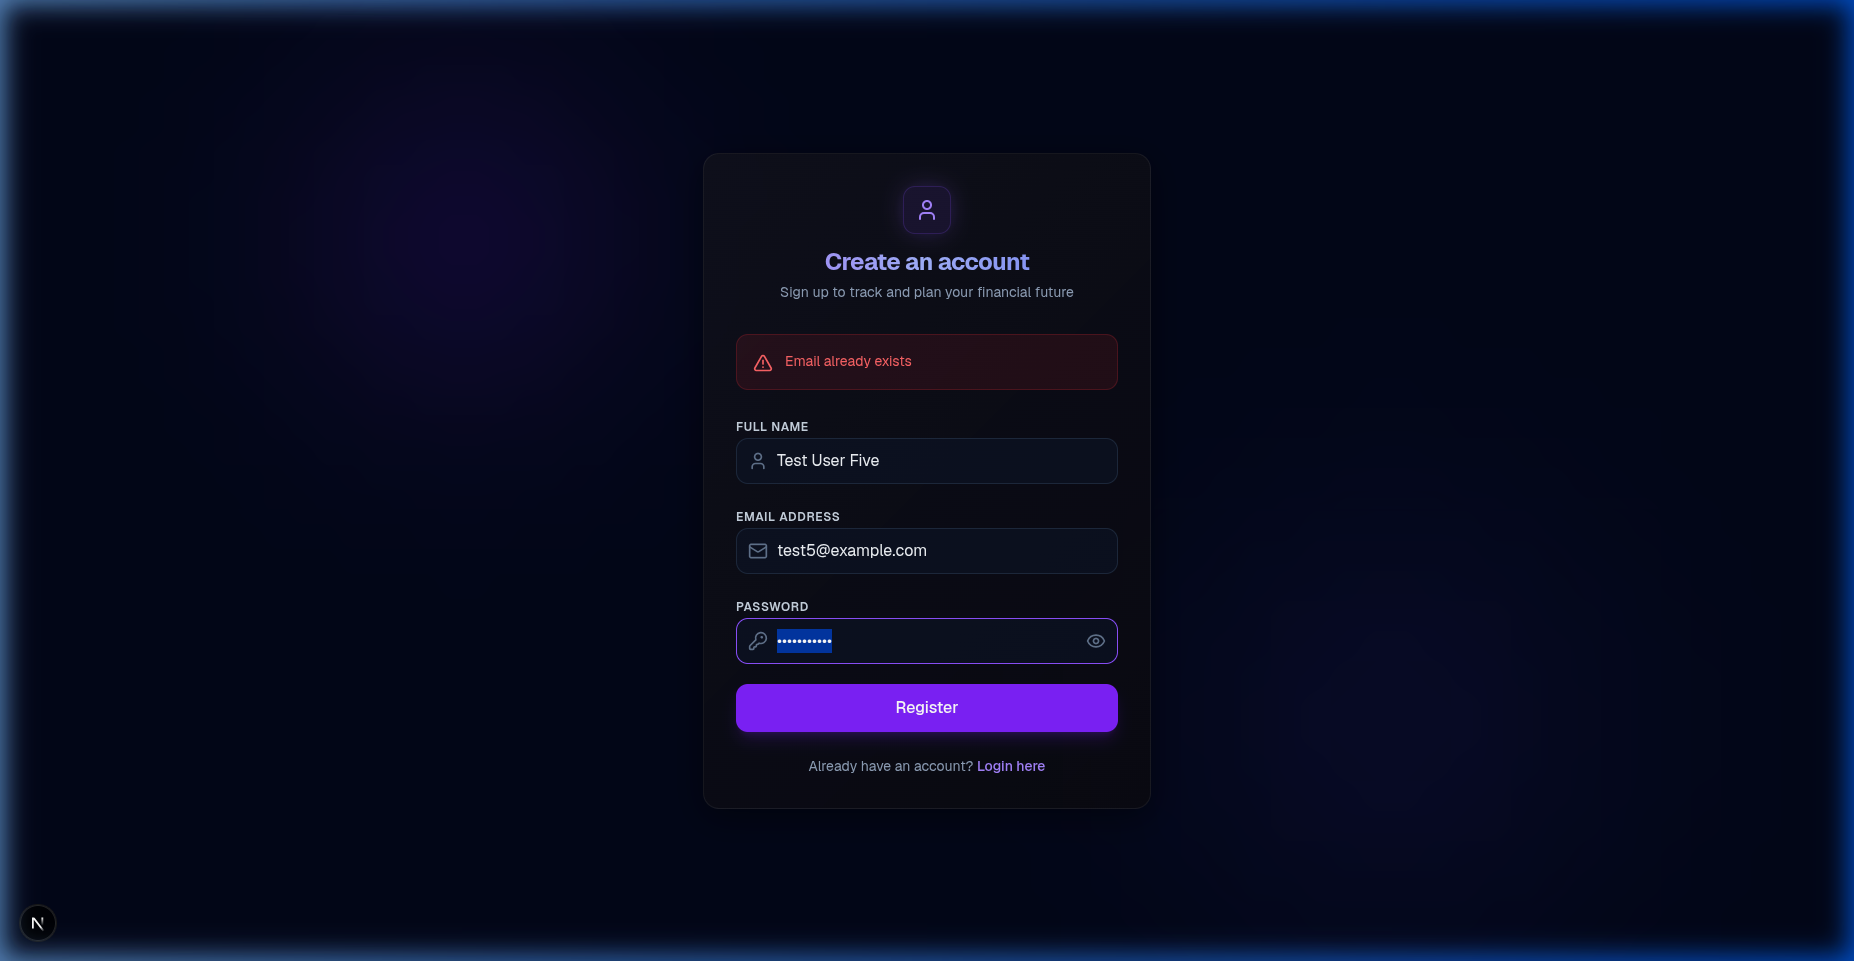 Create an account
Sign up to track and plan your financial future
Email already exists
FULL NAME
Test User Five
EMAIL ADDRESS
test5@example.com
PASSWORD
•••••••••••
Register
Already have an account? Login here
N